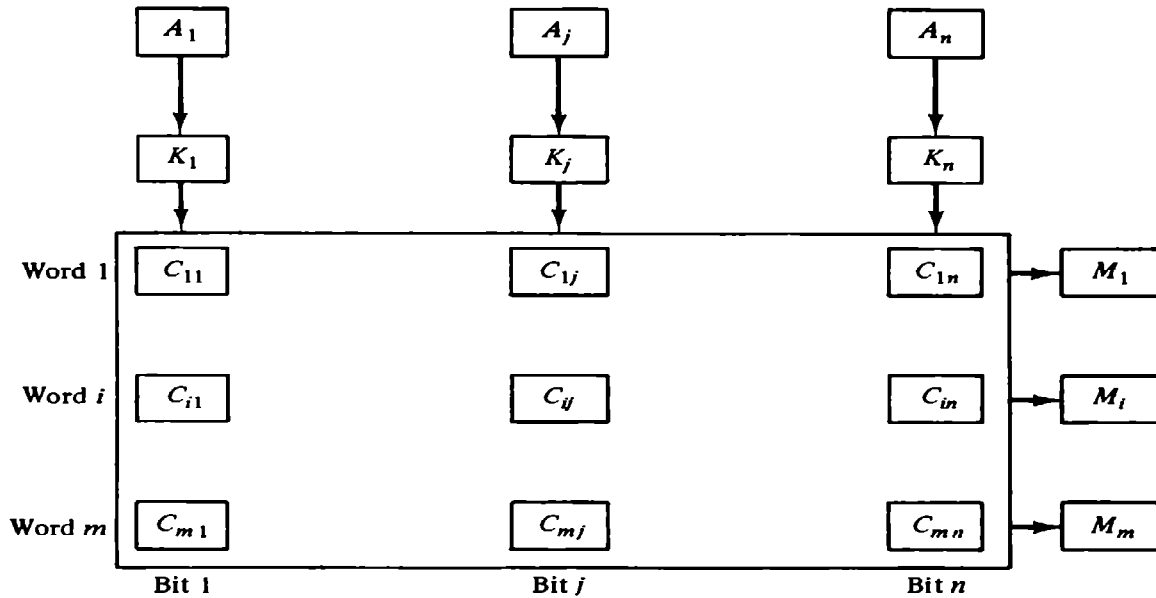 A1 Aj An
K1 Kj Kn
Word 1 C11 C1j C1n M1
Word i Ci1 Cij Cin Mi
Word m Cm1 Cmj Cmn Mm
Bit 1 Bit j Bit n